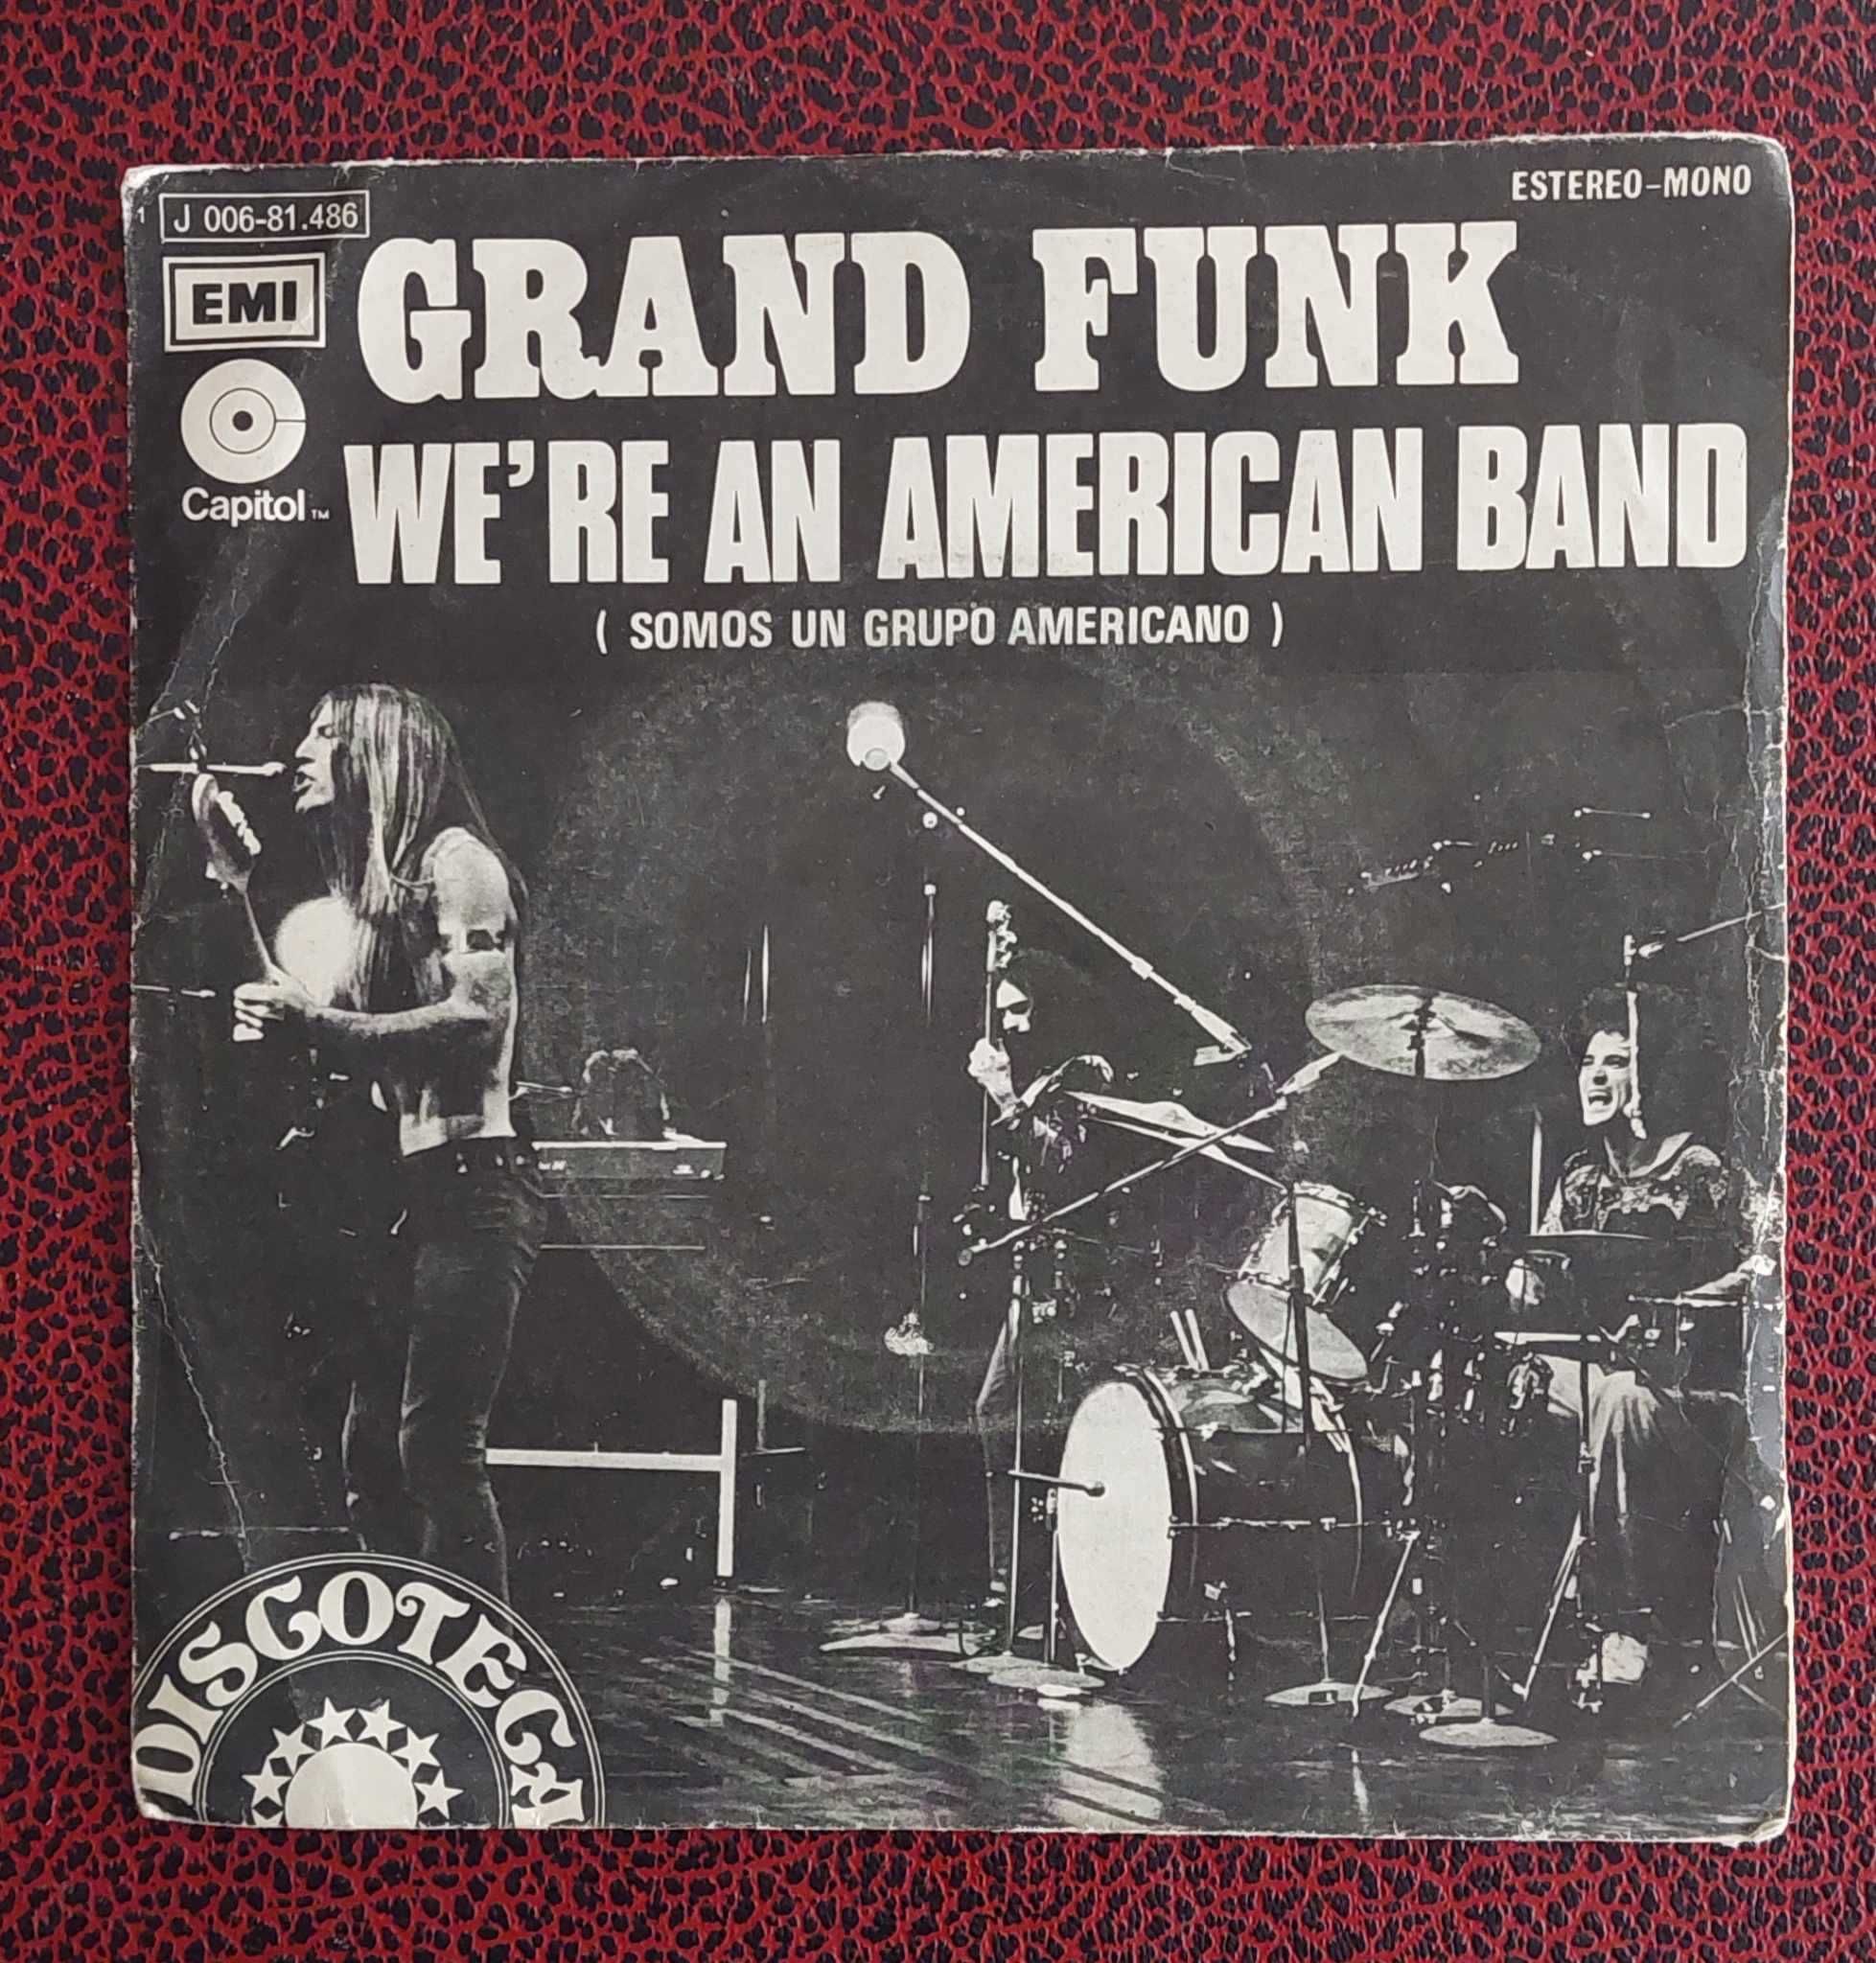 ESTEREO-MONO
1
J 006-81.486
EMI
GRAND FUNK
Capitol™
WE'RE AN AMERICAN BAND
( SOMOS UN GRUPO AMERICANO )
DISCOTECA